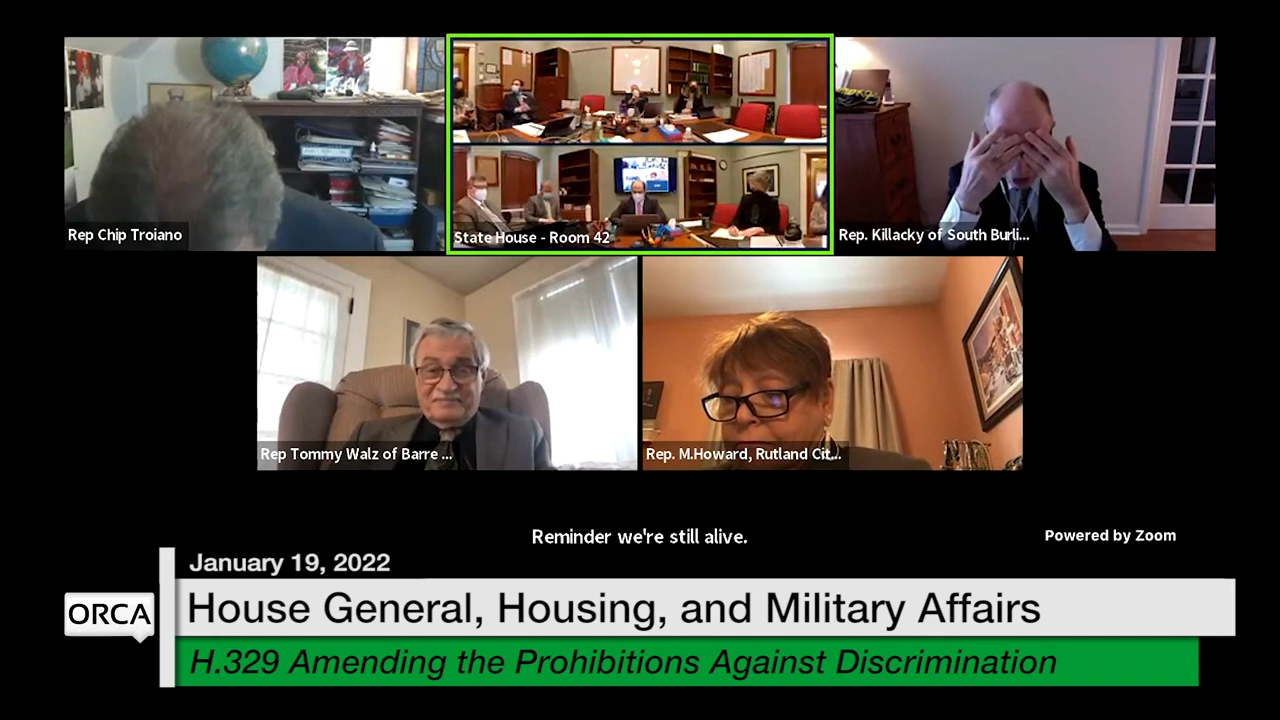 Rep Chip Troiano
State House - Room 42
Rep. Killacky of South Burli...
Rep Tommy Walz of Barre ...
Rep. M.Howard, Rutland Cit...
Reminder we're still alive.
Powered by Zoom
January 19, 2022
ORCA
House General, Housing, and Military Affairs
H.329 Amending the Prohibitions Against Discrimination